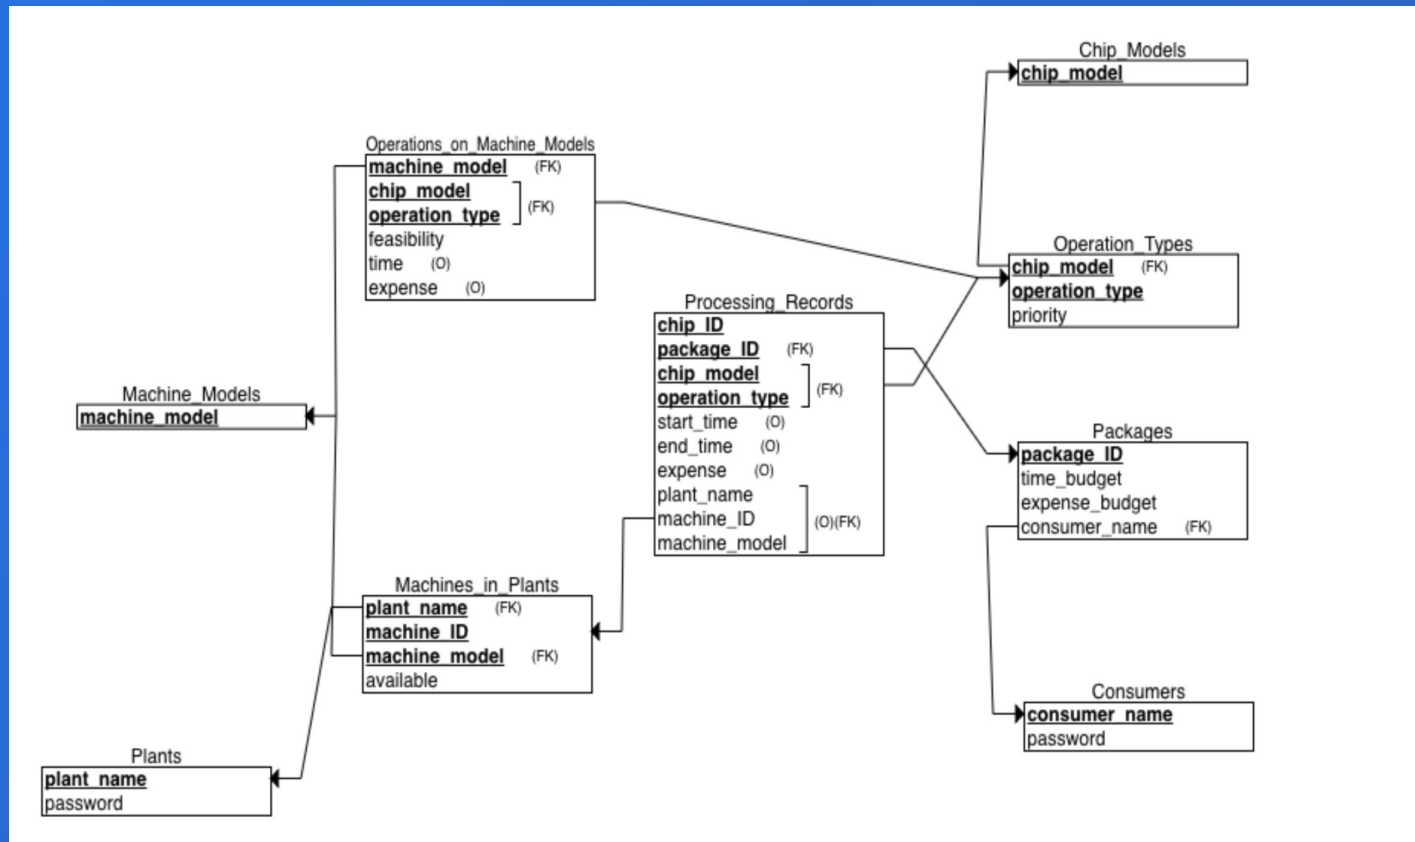 Chip_Models
chip_model
Operations_on_Machine_Models
machine_model (FK)
chip_model
operation_type
(FK)
feasibility
time (O)
expense (O)
Operation_Types
chip_model (FK)
operation_type
priority
Processing_Records
chip_ID
package_ID (FK)
chip_model
operation_type
(FK)
start_time (O)
end_time (O)
expense (O)
plant_name
machine_ID
machine_model
(O)(FK)
Machine_Models
machine_model
Packages
package_ID
time_budget
expense_budget
consumer_name (FK)
Machines_in_Plants
plant_name (FK)
machine_ID
machine_model (FK)
available
Consumers
consumer_name
password
Plants
plant_name
password